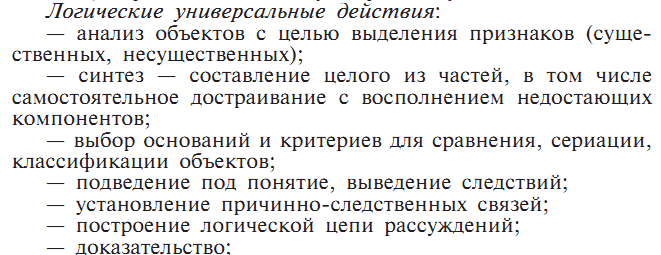 Логические универсальные действия:
— анализ объектов с целью выделения признаков (суще-
ственных, несущественных);
— синтез — составление целого из частей, в том числе
самостоятельное достраивание с восполнением недостающих
компонентов;
— выбор оснований и критериев для сравнения, сериации,
классификации объектов;
— подведение под понятие, выведение следствий;
— установление причинно-следственных связей;
— построение логической цепи рассуждений;
— доказательство;